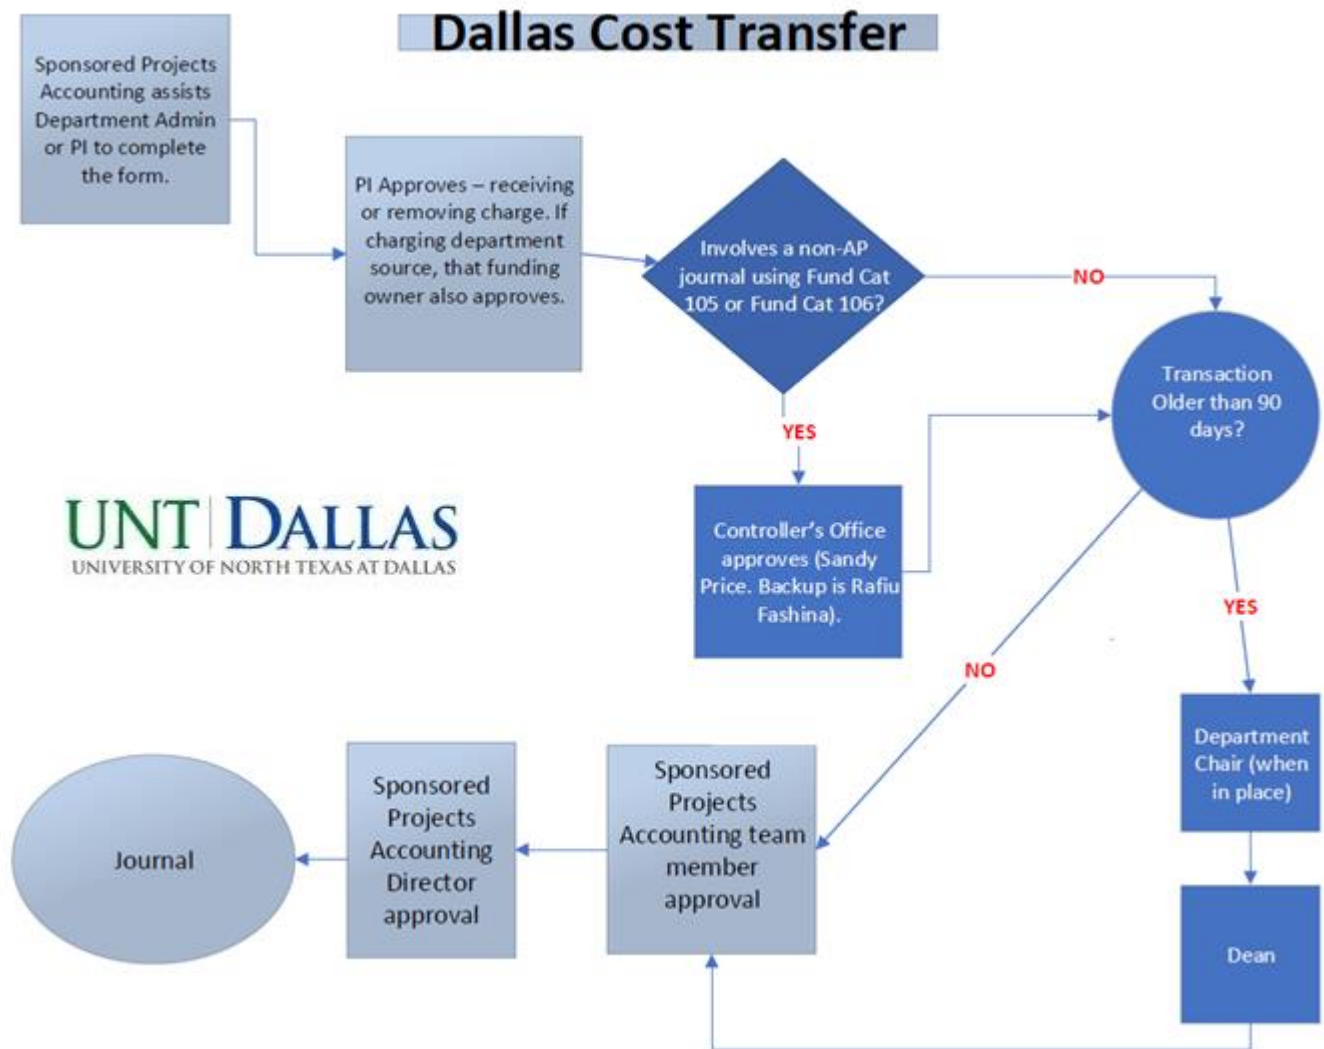 Dallas Cost Transfer
Sponsored Projects
Accounting assists
Department Admin
or PI to complete
the form.
PI Approves – receiving
or removing charge. If
charging department
source, that funding
owner also approves.
Involves a non-AP
journal using Fund Cat
105 or Fund Cat 106?
NO
YES
Transaction
Older than 90
days?
Controller's Office
approves (Sandy
Price. Backup is Rafiu
Fashina).
UNT DALLAS
UNIVERSITY OF NORTH TEXAS AT DALLAS
YES
NO
Department
Chair (when
in place)
Dean
Sponsored
Projects
Accounting team
member
approval
Sponsored
Projects
Accounting
Director
approval
Journal